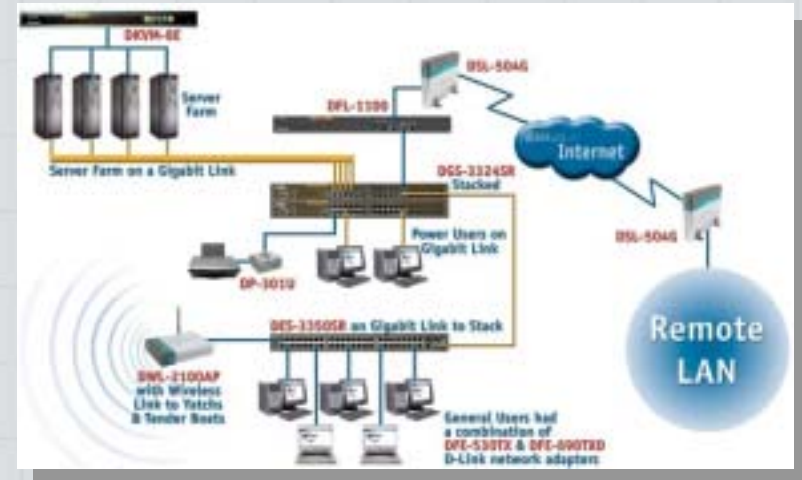 DKVM-8E
DSL-504G
Server
Farm
DFL-1100
Internet
Server Farm on a Gigabit Link
DGS-3324SR
Stacked
Power Users on
Gigabit Link
DSL-504G
DP-301U
DES-3350SR on Gigabit Link to Stack
Remote
LAN
DWL-2100AP
with Wireless
Link to Yatchs
& Tender Boats
General Users had
a combination of
DFE-530TX & DFE-690TXD
D-Link network adapters